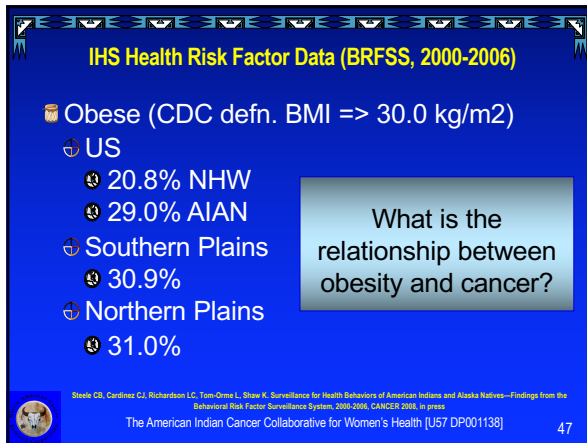 IHS Health Risk Factor Data (BRFSS, 2000-2006)
Obese (CDC defn. BMI => 30.0 kg/m2)
US
20.8% NHW
29.0% AIAN
Southern Plains
30.9%
Northern Plains
31.0%
What is the
relationship between
obesity and cancer?
Steele CB, Cardinez CJ, Richardson LC, Tom-Orme L, Shaw K. Surveillance for Health Behaviors of American Indians and Alaska Natives—Findings from the
Behavioral Risk Factor Surveillance System, 2000-2006, CANCER 2008, in press
The American Indian Cancer Collaborative for Women's Health [U57 DP001138]
47